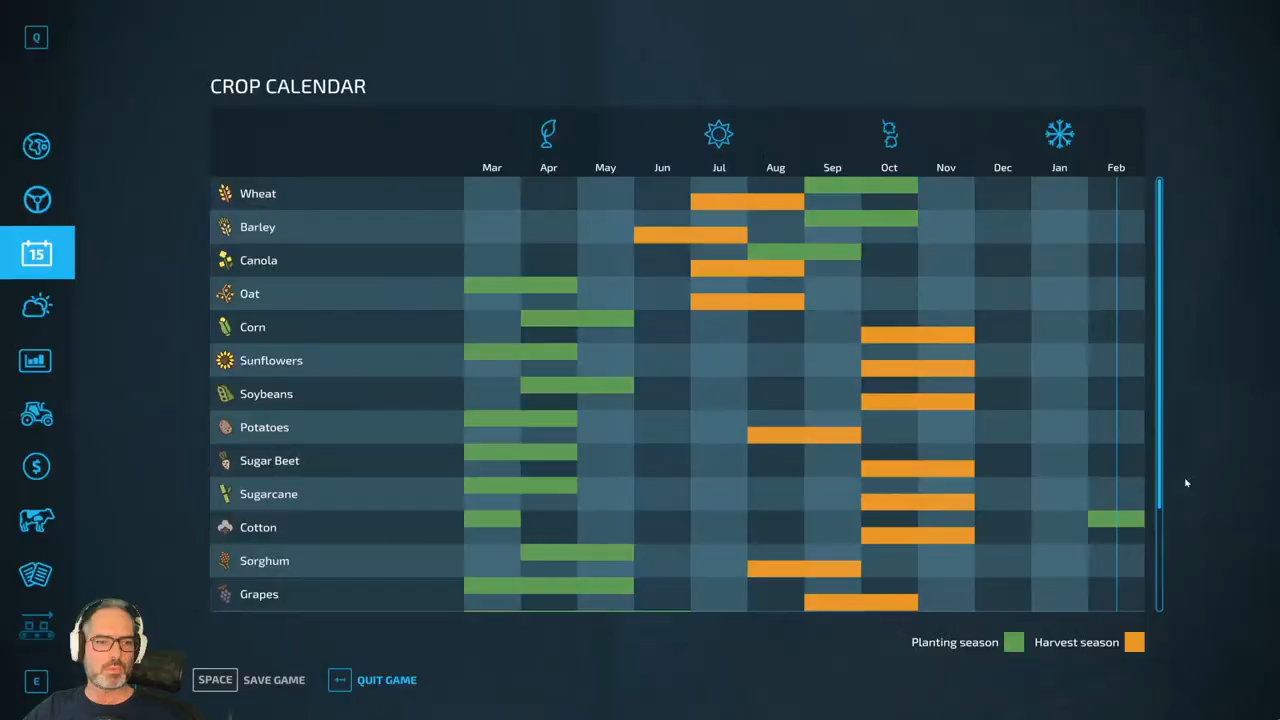 Q
CROP CALENDAR
Mar Apr May Jun Jul Aug Sep Oct Nov Dec Jan Feb
Wheat
Barley
15
Canola
Oat
Corn
Sunflowers
Soybeans
Potatoes
Sugar Beet
$
Sugarcane
Cotton
Sorghum
Grapes
Planting season Harvest season
E
SPACE SAVE GAME QUIT GAME